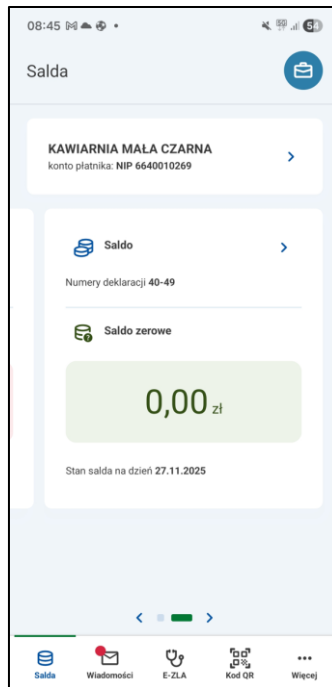 08:45
54
Salda
KAWIARNIA MAŁA CZARNA
konto płatnika: NIP 6640010269
Saldo
Numery deklaracji 40-49
Saldo zerowe
0,00 zł
Stan salda na dzień 27.11.2025
Salda
Wiadomości
E-ZLA
Kod QR
Więcej